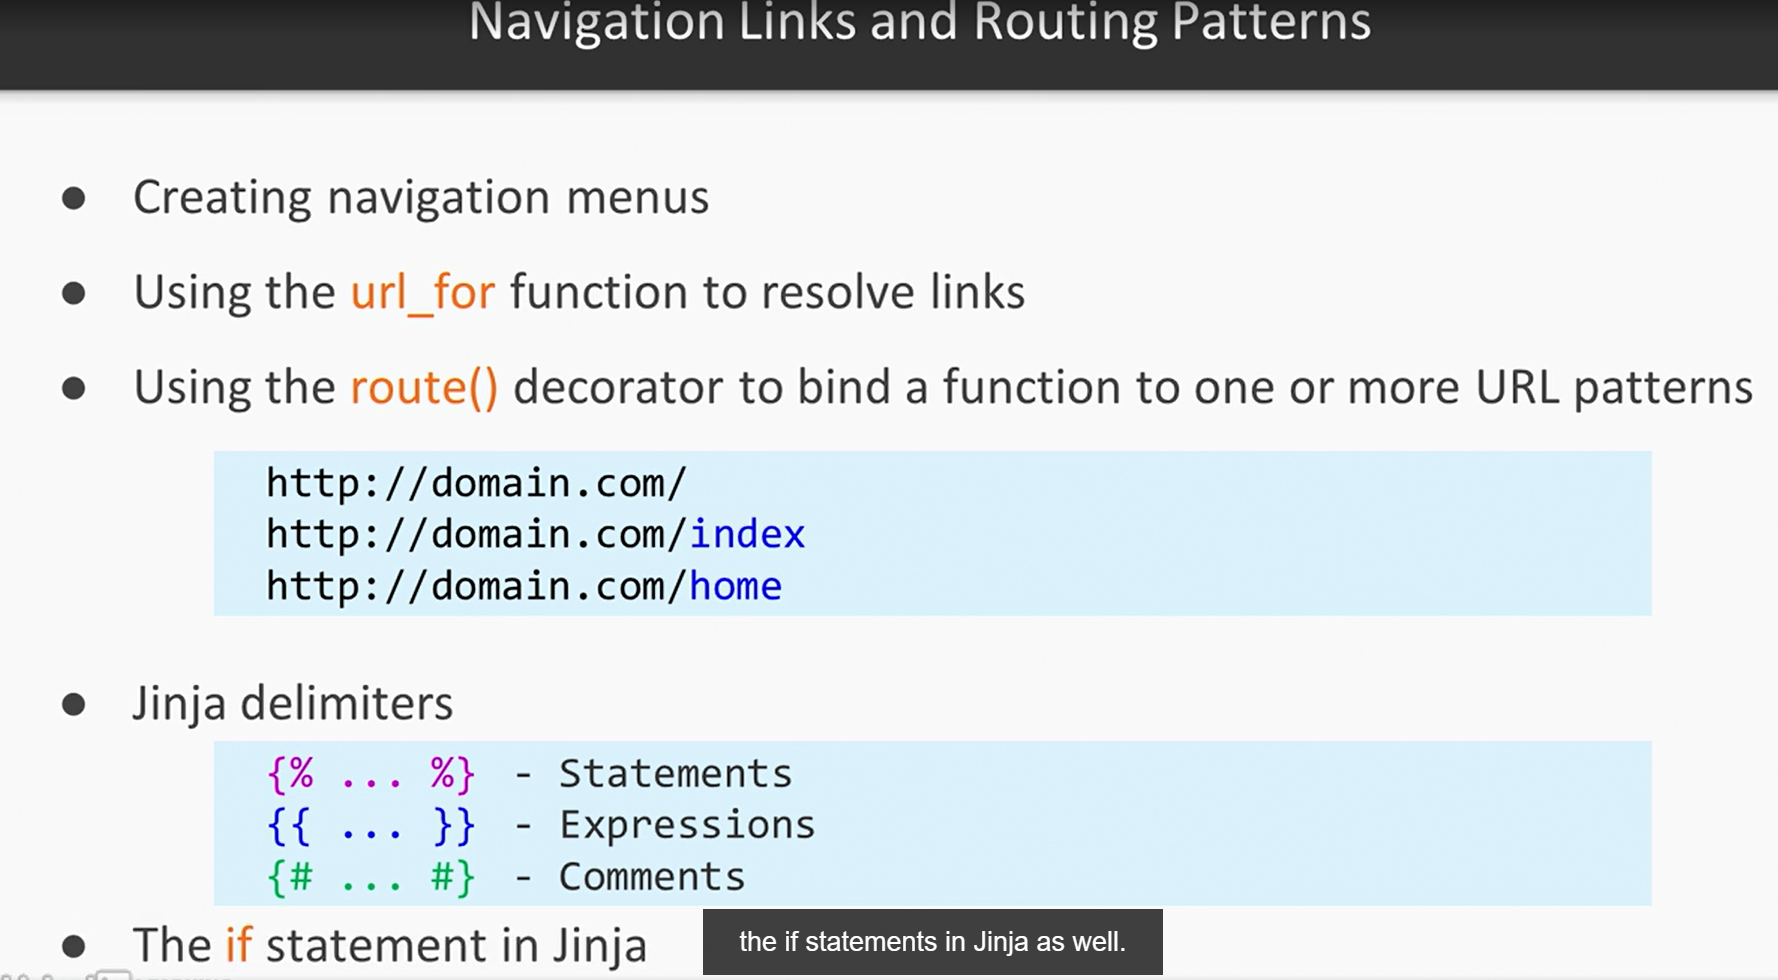 Navigation Links and Routing Patterns
● Creating navigation menus
● Using the url_for function to resolve links
● Using the route() decorator to bind a function to one or more URL patterns
http://domain.com/
http://domain.com/index
http://domain.com/home
● Jinja delimiters
{% ... %} - Statements
{{ ... }} - Expressions
{# ... #} - Comments
● The if statement in Jinja
the if statements in Jinja as well.